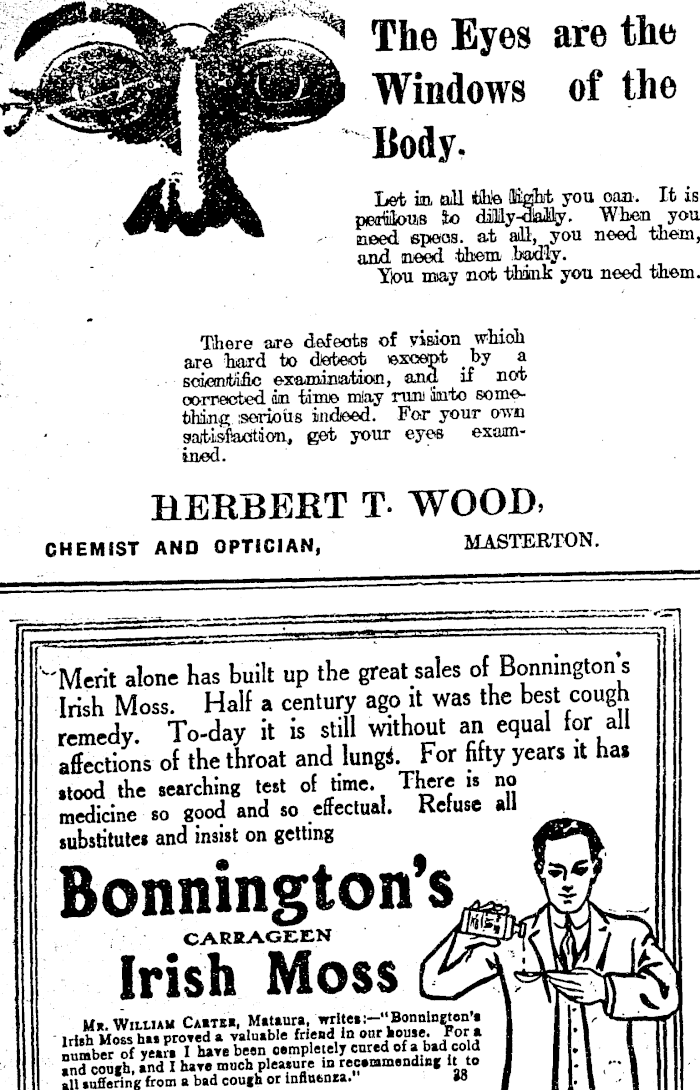 The Eyes are the
Windows of the
Body.
Let in all the light you can. It is
perilous to dilly-dally. When you
need specs. at all, you need them,
and need them badly.
You may not think you need them.
There are defects of vision which
are hard to detect except by a
scientific examination, and if not
corrected in time may run into some-
thing serious indeed. For your own
satisfaction, get your eyes exam-
ined.
HERBERT T. WOOD,
CHEMIST AND OPTICIAN, MASTERTON.
Merit alone has built up the great sales of Bonnington's
Irish Moss. Half a century ago it was the best cough
remedy. To-day it is still without an equal for all
affections of the throat and lungs. For fifty years it has
stood the searching test of time. There is no
medicine so good and so effectual. Refuse all
substitutes and insist on getting
Bonnington's
CARRAGEEN
Irish Moss
MR. WILLIAM CARTER, Mataura, writes:—"Bonnington's
Irish Moss has proved a valuable friend in our house. For a
number of years I have been completely cured of a bad cold
and cough, and I have much pleasure in recommending it to
all suffering from a bad cough or influenza." 38